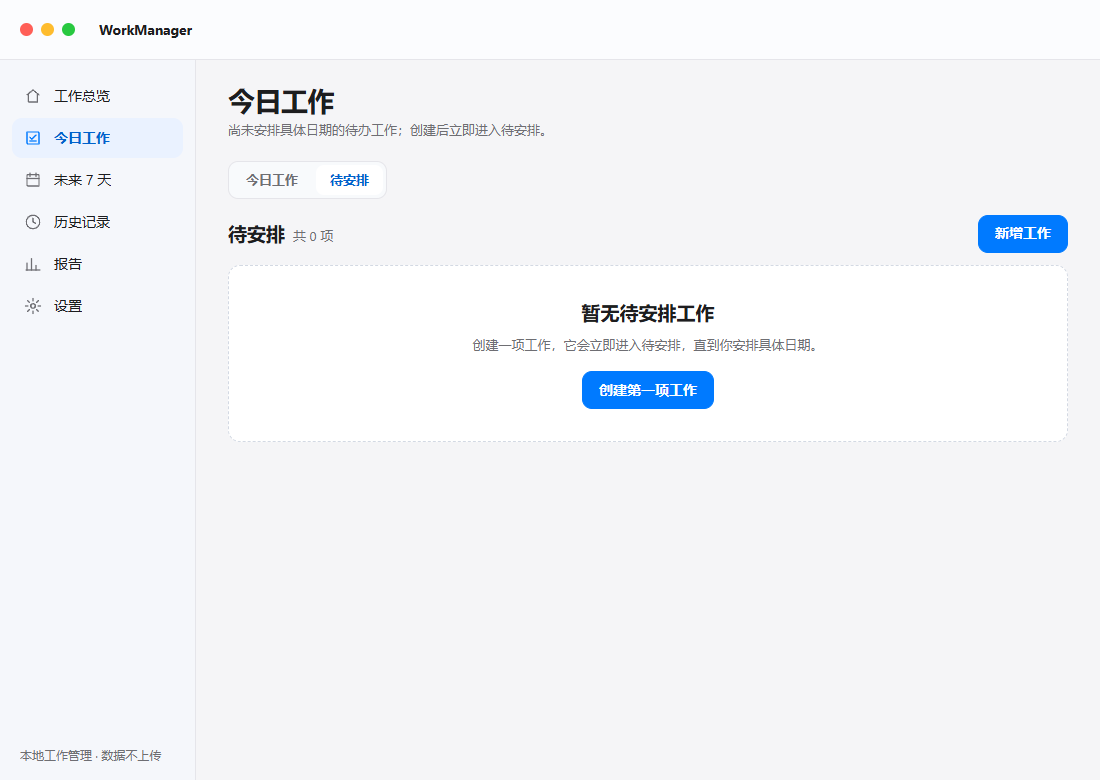 WorkManager
工作总览
今日工作
未来 7 天
历史记录
报告
设置
本地工作管理 · 数据不上传
今日工作
尚未安排具体日期的待办工作；创建后立即进入待安排。
今日工作 待安排
待安排 共 0 项
新增工作
暂无待安排工作
创建一项工作，它会立即进入待安排，直到你安排具体日期。
创建第一项工作